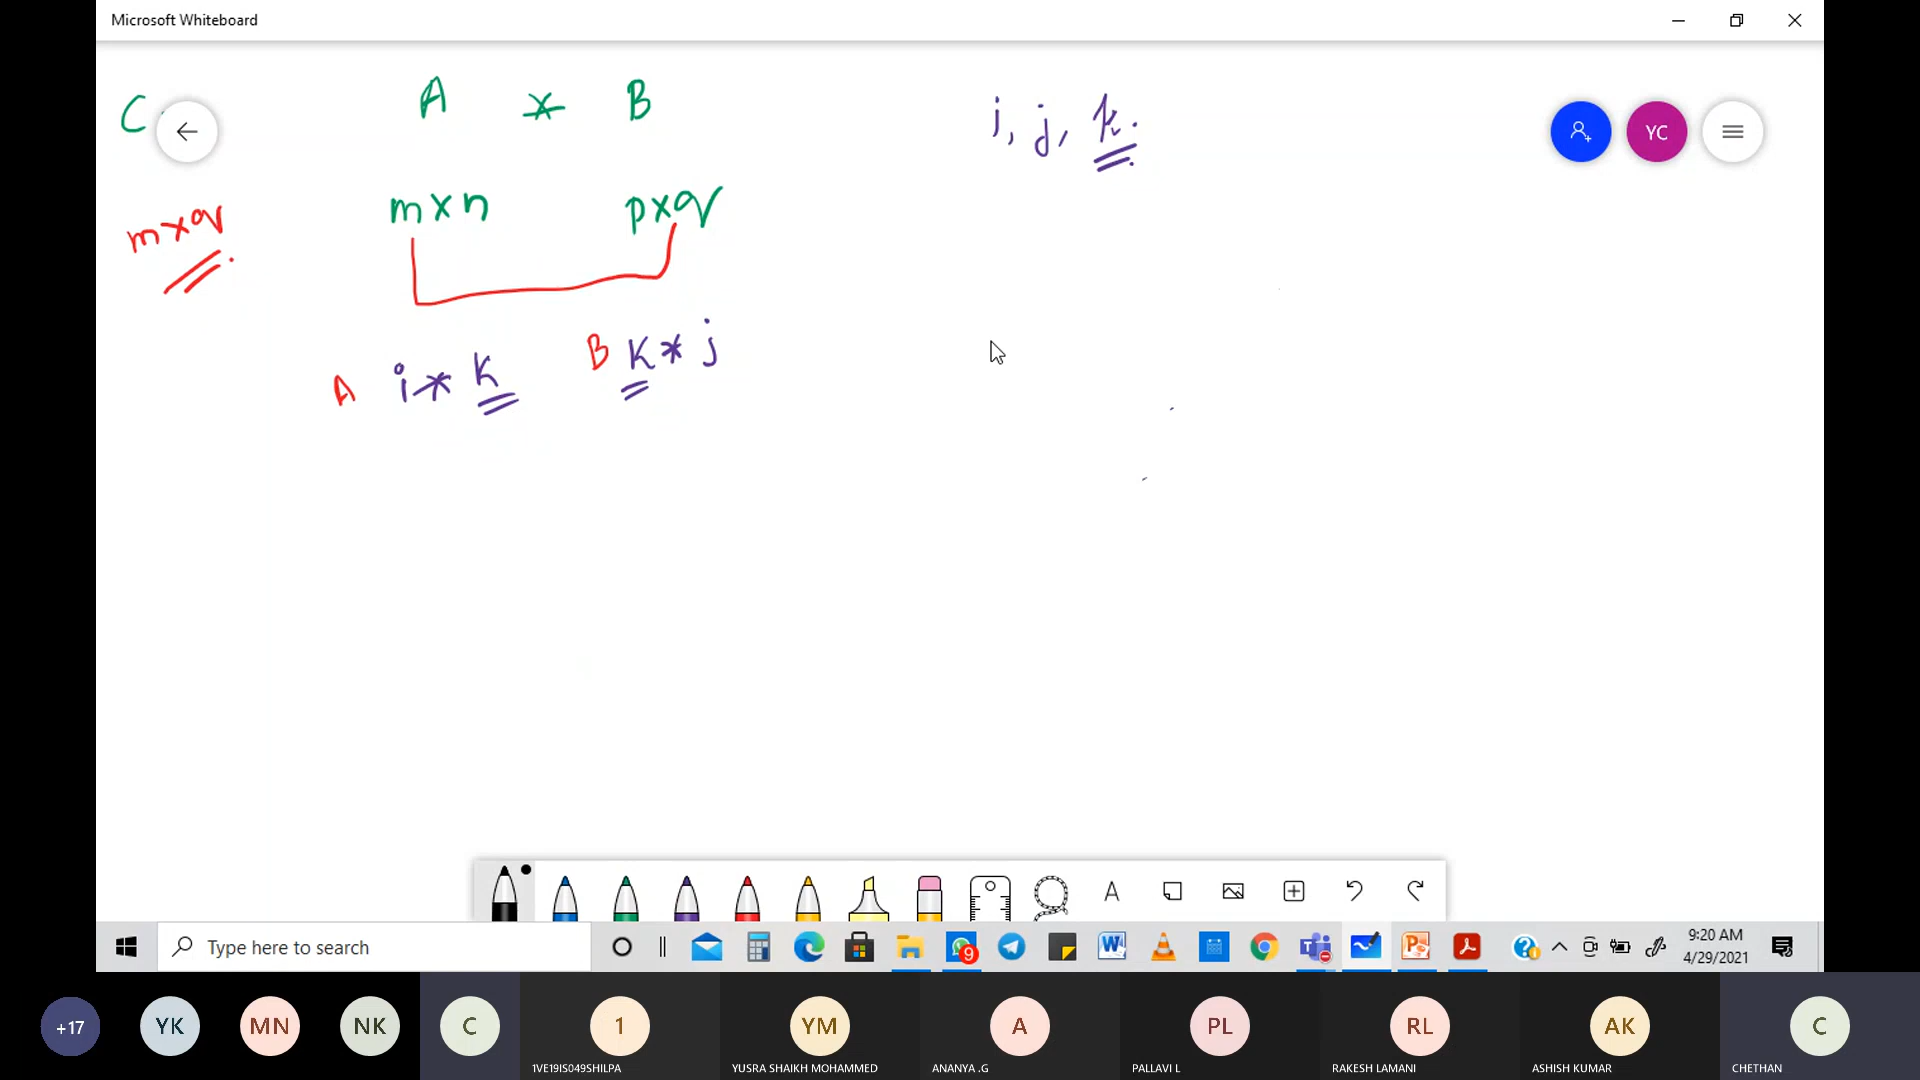 Microsoft Whiteboard
C A * B
i, j, k.
YC
m×q m×n p×q
A i * k B k * j
A
Type here to search
9
W
9:20 AM
4/29/2021
+17 YK MN NK C 1 YM A PL RL AK C
1VE19IS049SHILPA YUSRA SHAIKH MOHAMMED ANANYA .G PALLAVI L RAKESH LAMANI ASHISH KUMAR CHETHAN